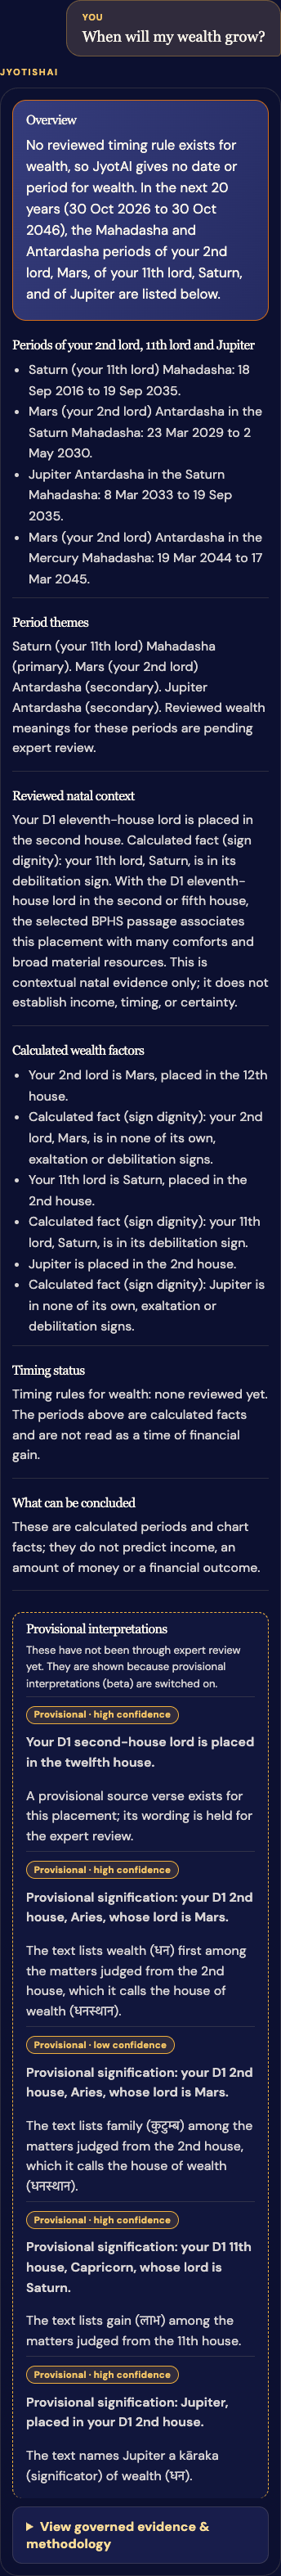 YOU
When will my wealth grow?
JYOTISHAI
Overview
No reviewed timing rule exists for
wealth, so JyotAI gives no date or
period for wealth. In the next 20
years (30 Oct 2026 to 30 Oct
2046), the Mahadasha and
Antardasha periods of your 2nd
lord, Mars, of your 11th lord, Saturn,
and of Jupiter are listed below.
Periods of your 2nd lord, 11th lord and Jupiter
• Saturn (your 11th lord) Mahadasha: 18
Sep 2016 to 19 Sep 2035.
• Mars (your 2nd lord) Antardasha in the
Saturn Mahadasha: 23 Mar 2029 to 2
May 2030.
• Jupiter Antardasha in the Saturn
Mahadasha: 8 Mar 2033 to 19 Sep
2035.
• Mars (your 2nd lord) Antardasha in the
Mercury Mahadasha: 19 Mar 2044 to 17
Mar 2045.
Period themes
Saturn (your 11th lord) Mahadasha
(primary). Mars (your 2nd lord)
Antardasha (secondary). Jupiter
Antardasha (secondary). Reviewed wealth
meanings for these periods are pending
expert review.
Reviewed natal context
Your D1 eleventh-house lord is placed in
the second house. Calculated fact (sign
dignity): your 11th lord, Saturn, is in its
debilitation sign. With the D1 eleventh-
house lord in the second or fifth house,
the selected BPHS passage associates
this placement with many comforts and
broad material resources. This is
contextual natal evidence only; it does not
establish income, timing, or certainty.
Calculated wealth factors
• Your 2nd lord is Mars, placed in the 12th
house.
• Calculated fact (sign dignity): your 2nd
lord, Mars, is in none of its own,
exaltation or debilitation signs.
• Your 11th lord is Saturn, placed in the
2nd house.
• Calculated fact (sign dignity): your 11th
lord, Saturn, is in its debilitation sign.
• Jupiter is placed in the 2nd house.
• Calculated fact (sign dignity): Jupiter is
in none of its own, exaltation or
debilitation signs.
Timing status
Timing rules for wealth: none reviewed yet.
The periods above are calculated facts
and are not read as a time of financial
gain.
What can be concluded
These are calculated periods and chart
facts; they do not predict income, an
amount of money or a financial outcome.
Provisional interpretations
These have not been through expert review
yet. They are shown because provisional
interpretations (beta) are switched on.
Provisional · high confidence
Your D1 second-house lord is placed
in the twelfth house.
A provisional source verse exists for
this placement; its wording is held for
the expert review.
Provisional · high confidence
Provisional signification: your D1 2nd
house, Aries, whose lord is Mars.
The text lists wealth (धन) first among
the matters judged from the 2nd
house, which it calls the house of
wealth (धनस्थान).
Provisional · low confidence
Provisional signification: your D1 2nd
house, Aries, whose lord is Mars.
The text lists family (कुटुम्ब) among the
matters judged from the 2nd house,
which it calls the house of wealth
(धनस्थान).
Provisional · high confidence
Provisional signification: your D1 11th
house, Capricorn, whose lord is
Saturn.
The text lists gain (लाभ) among the
matters judged from the 11th house.
Provisional · high confidence
Provisional signification: Jupiter,
placed in your D1 2nd house.
The text names Jupiter a kāraka
(significator) of wealth (धन).
▶ View governed evidence &
methodology